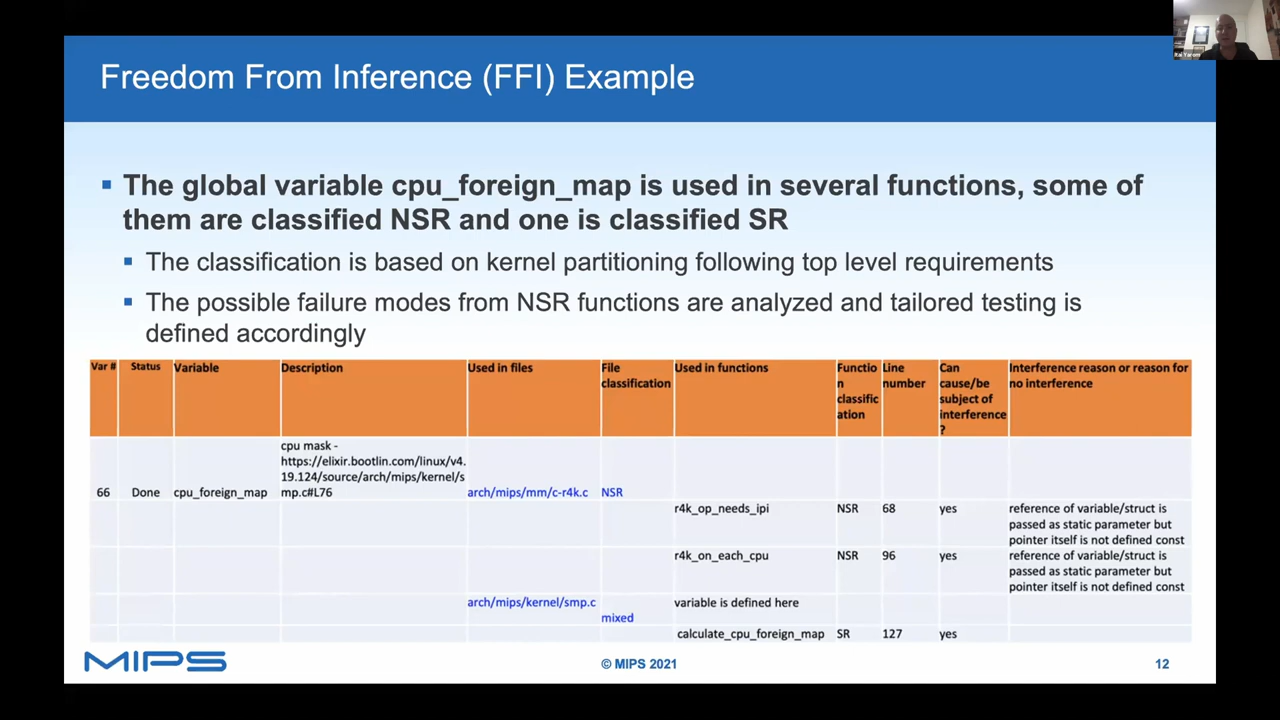 Itai Yarom
Freedom From Inference (FFI) Example
The global variable cpu_foreign_map is used in several functions, some of
them are classified NSR and one is classified SR
The classification is based on kernel partitioning following top level requirements
The possible failure modes from NSR functions are analyzed and tailored testing is
defined accordingly
Var # Status Variable Description Used in files File classification Used in functions Functio n classific ation Line number Can cause/be subject of interference ? Interference reason or reason for no interference
cpu mask -
https://elixir.bootlin.com/linux/v4.
19.124/source/arch/mips/kernel/s
66 Done cpu_foreign_map mp.c#L76 arch/mips/mm/c-r4k.c NSR
r4k_op_needs_ipi NSR 68 yes reference of variable/struct is
passed as static parameter but
pointer itself is not defined const
r4k_on_each_cpu NSR 96 yes reference of variable/struct is
passed as static parameter but
pointer itself is not defined const
arch/mips/kernel/smp.c variable is defined here
mixed
calculate_cpu_foreign_map SR 127 yes
MIPS © MIPS 2021 12